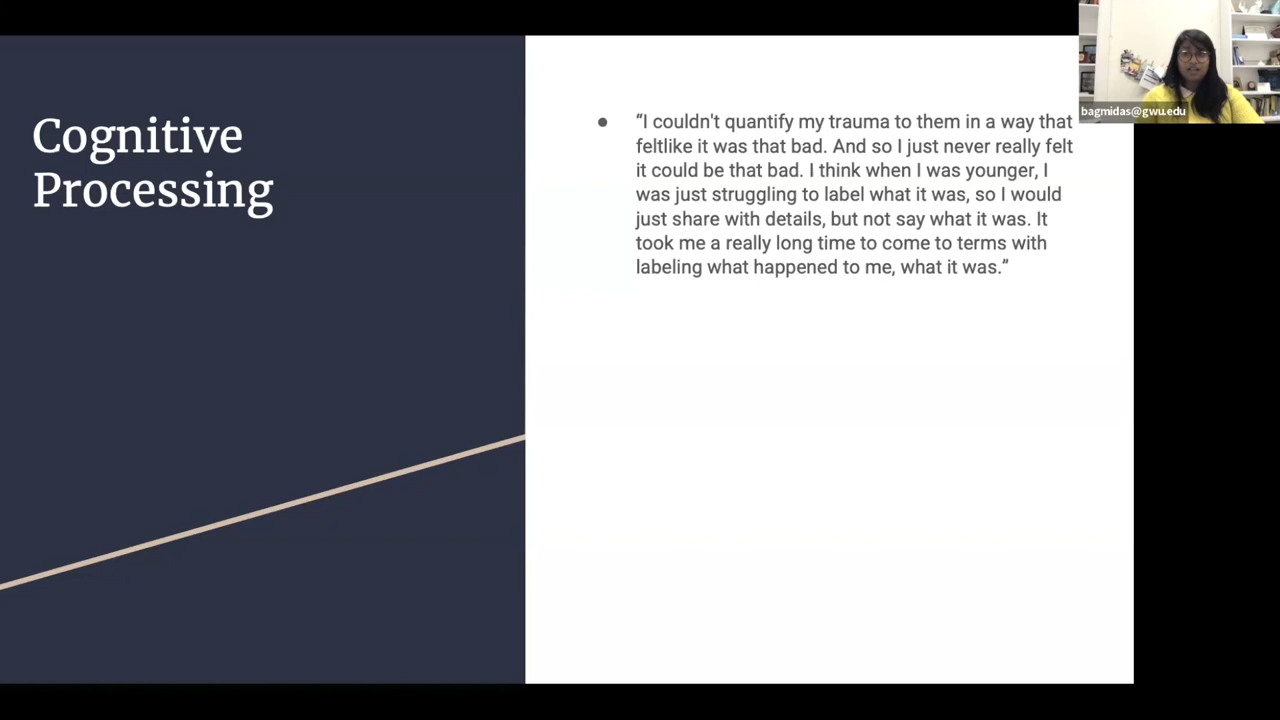 Cognitive
Processing
● “I couldn't quantify my trauma to them in a way that
feltlike it was that bad. And so I just never really felt
it could be that bad. I think when I was younger, I
was just struggling to label what it was, so I would
just share with details, but not say what it was. It
took me a really long time to come to terms with
labeling what happened to me, what it was.”
bagmidas@gwu.edu